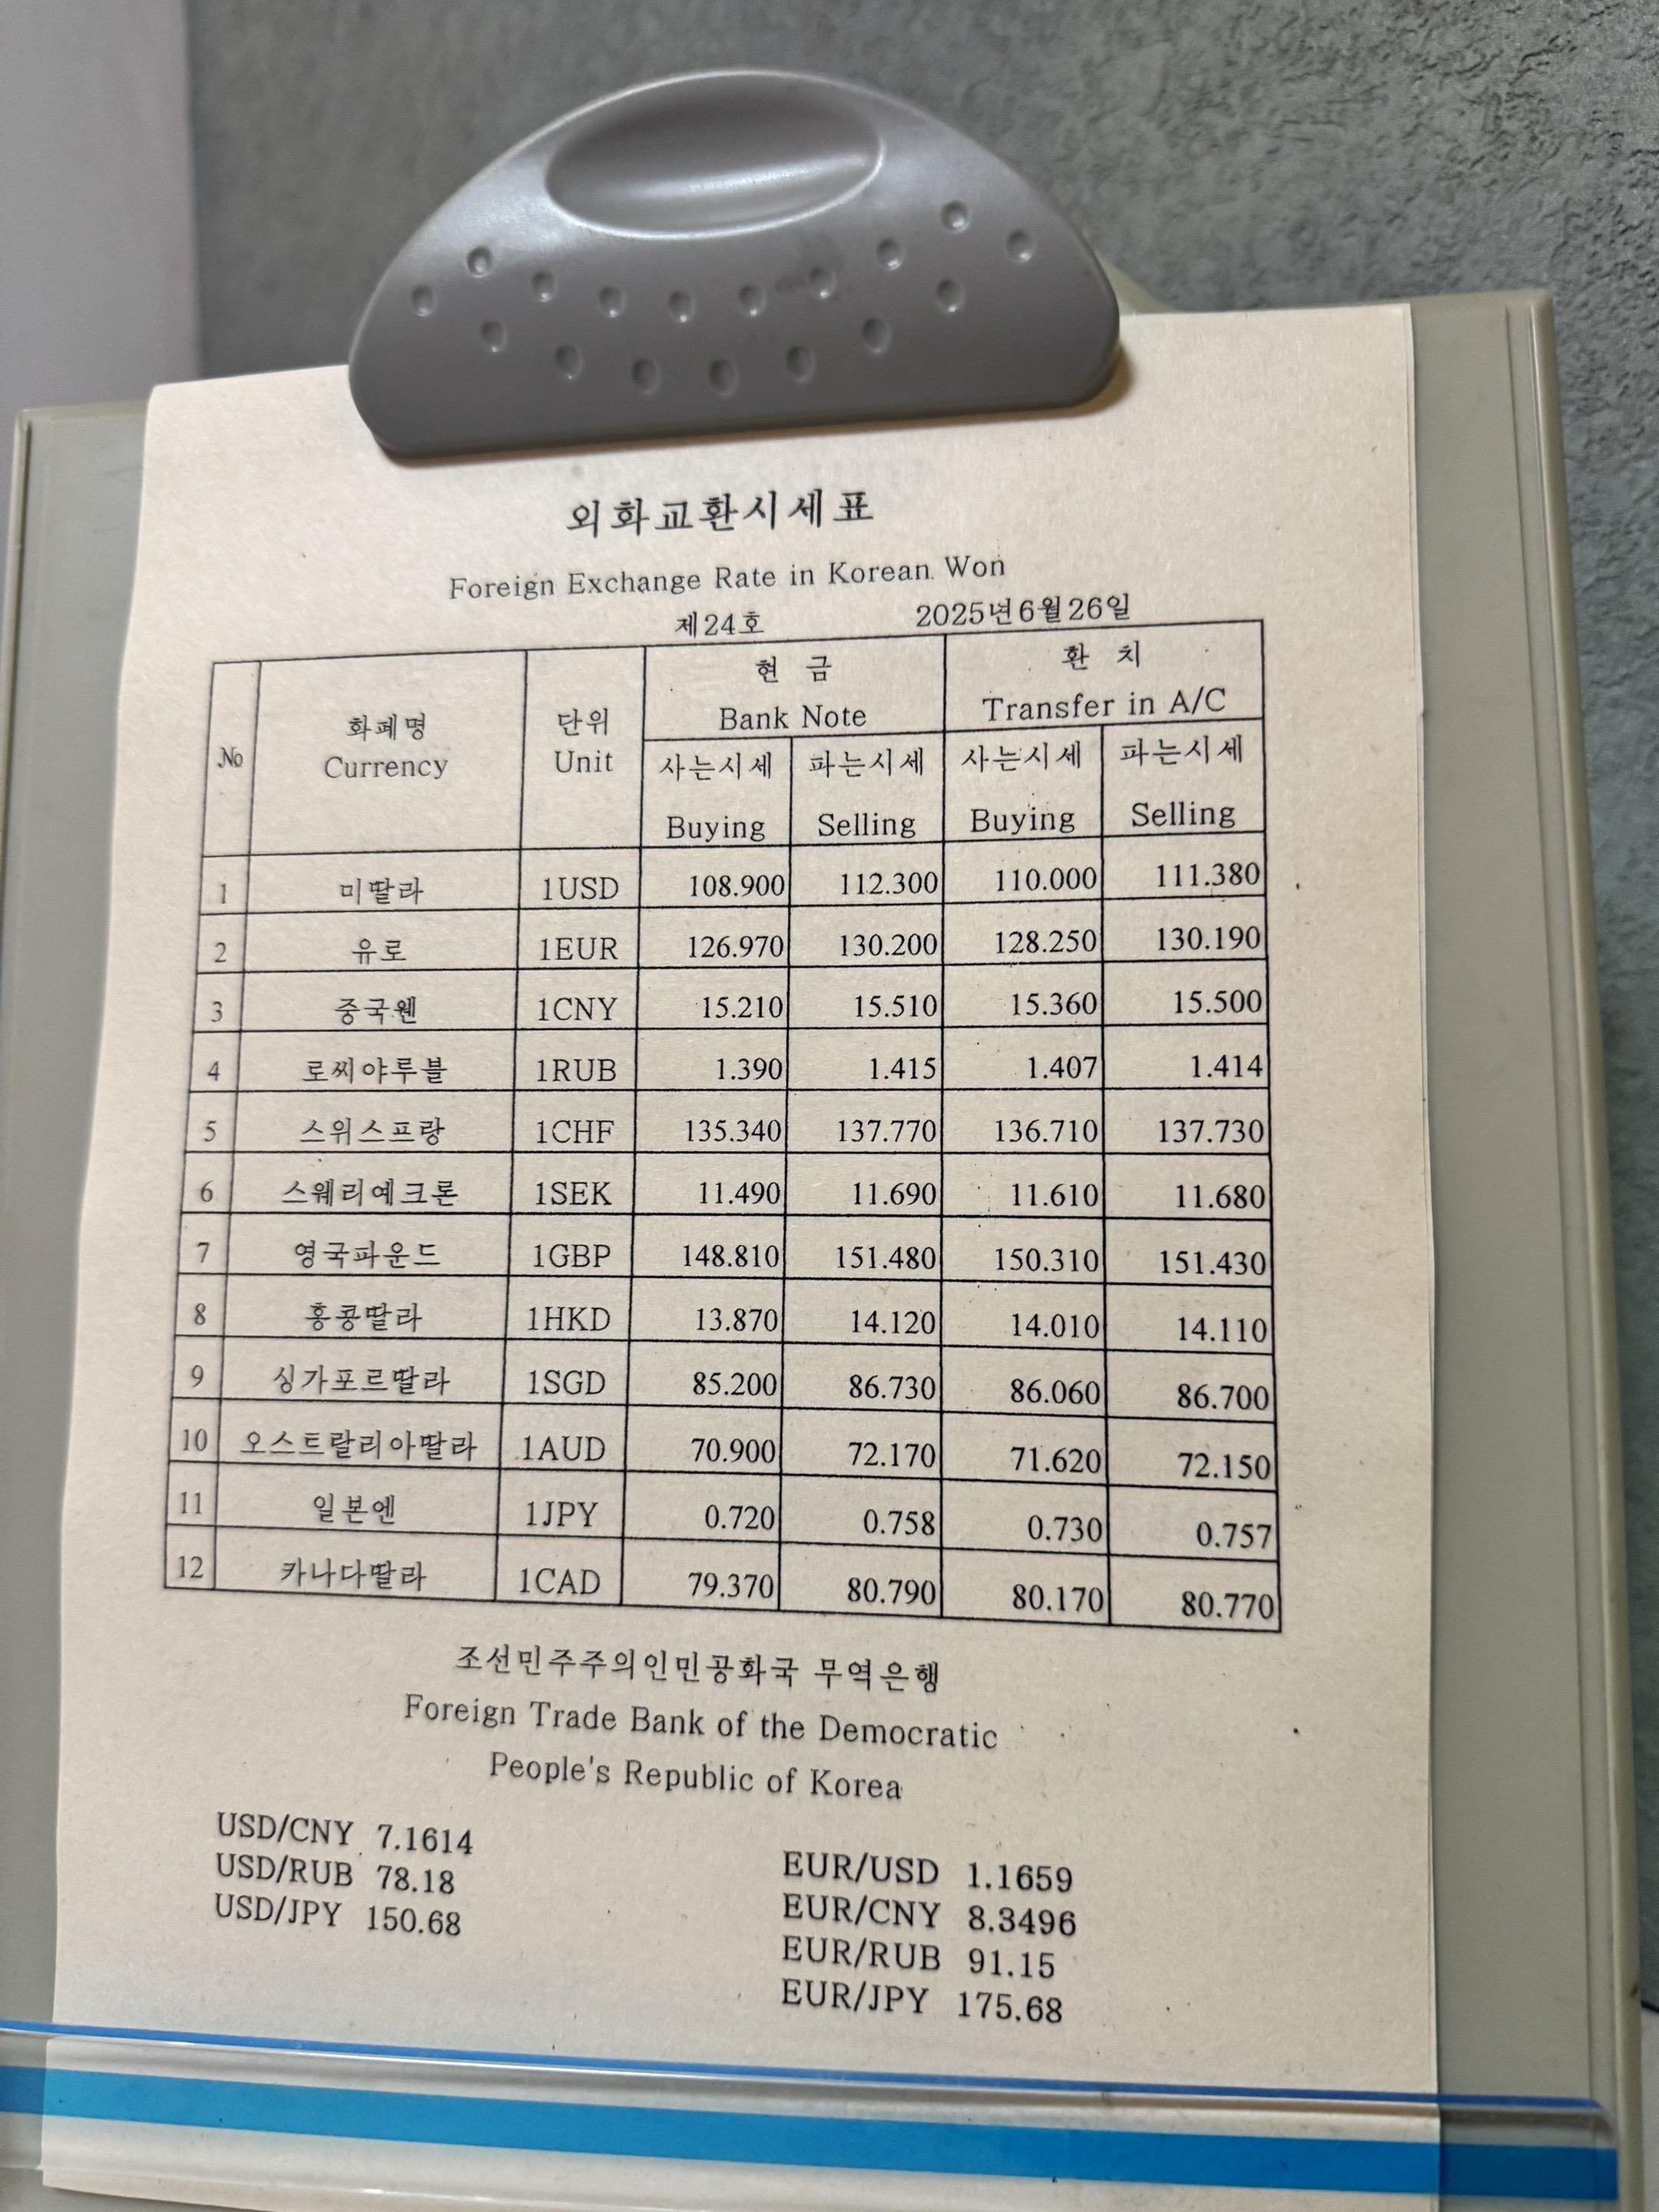 외화교환시세표
Foreign Exchange Rate in Korean Won
제24호 2025년6월26일
№ 화폐명 Currency 단위 Unit 현 금 Bank Note 환 치 Transfer in A/C
사는시세 Buying 파는시세 Selling 사는시세 Buying 파는시세 Selling
1 미딸라 1USD 108.900 112.300 110.000 111.380
2 유로 1EUR 126.970 130.200 128.250 130.190
3 중국웬 1CNY 15.210 15.510 15.360 15.500
4 로씨야루블 1RUB 1.390 1.415 1.407 1.414
5 스위스프랑 1CHF 135.340 137.770 136.710 137.730
6 스웨리예크론 1SEK 11.490 11.690 11.610 11.680
7 영국파운드 1GBP 148.810 151.480 150.310 151.430
8 홍콩딸라 1HKD 13.870 14.120 14.010 14.110
9 싱가포르딸라 1SGD 85.200 86.730 86.060 86.700
10 오스트랄리아딸라 1AUD 70.900 72.170 71.620 72.150
11 일본엔 1JPY 0.720 0.758 0.730 0.757
12 카나다딸라 1CAD 79.370 80.790 80.170 80.770
조선민주주의인민공화국 무역은행
Foreign Trade Bank of the Democratic
People's Republic of Korea
USD/CNY 7.1614
USD/RUB 78.18
USD/JPY 150.68
EUR/USD 1.1659
EUR/CNY 8.3496
EUR/RUB 91.15
EUR/JPY 175.68